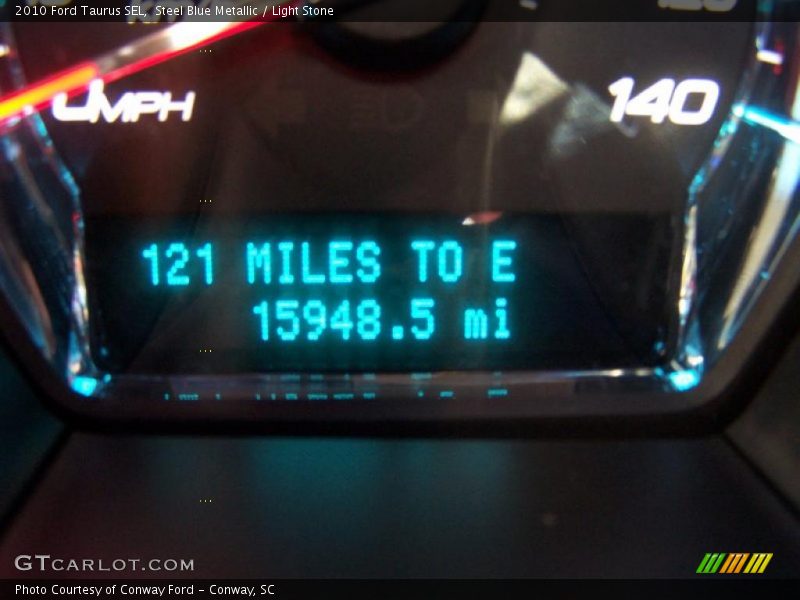 2010 Ford Taurus SEL, Steel Blue Metallic / Light Stone
MPH
140
121 MILES TO E
15948.5 mi
GTCARLOT.COM
Photo Courtesy of Conway Ford - Conway, SC